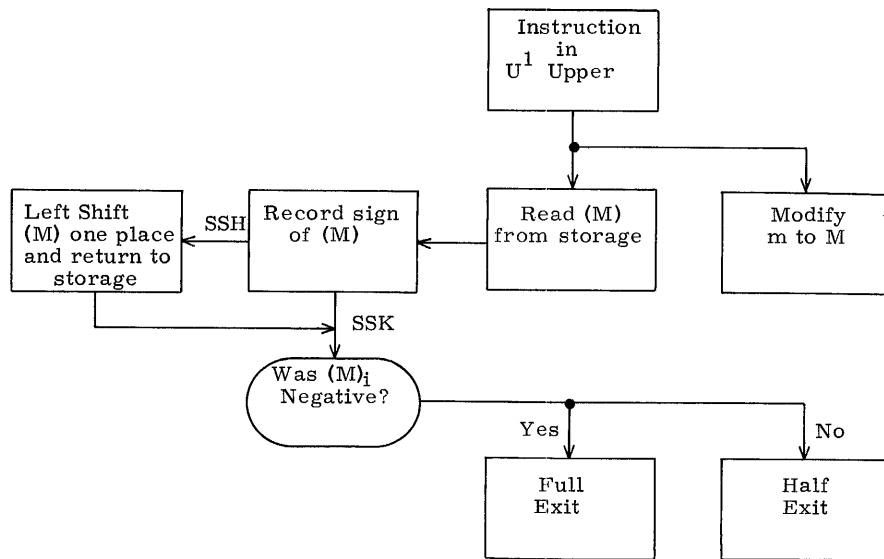 Instruction
in
U¹ Upper
Left Shift
(M) one place
and return to
storage
SSH
Record sign
of (M)
Read (M)
from storage
Modify
m to M
SSK
Was (M)i
Negative?
Yes
No
Full
Exit
Half
Exit